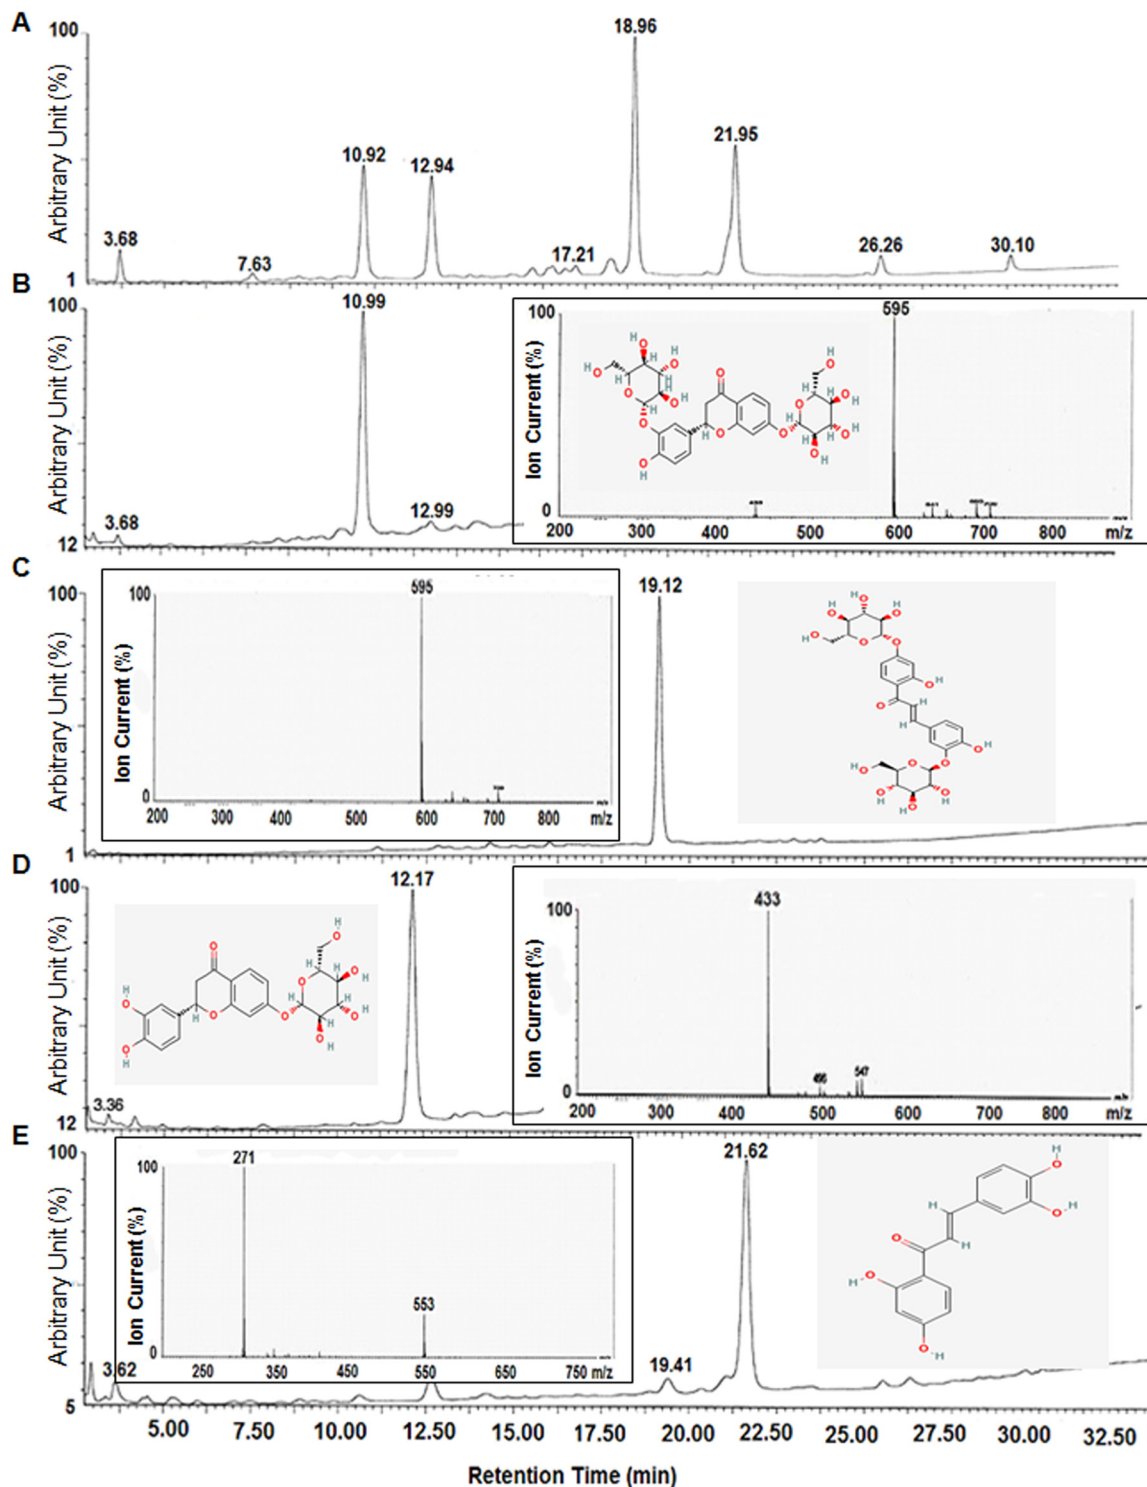 A
Arbitrary Unit (%)
100
1
3.68
7.63
10.92
12.94
17.21
18.96
21.95
26.26
30.10
B
Arbitrary Unit (%)
100
12
3.68
10.99
12.99
Ion Current (%)
100
0
595
200 300 400 500 600 700 800 m/z
C
Arbitrary Unit (%)
100
1
19.12
Ion Current (%)
100
0
595
200 300 400 500 600 700 800 m/z
D
Arbitrary Unit (%)
100
12
3.36
12.17
Ion Current (%)
100
0
433
547
200 300 400 500 600 700 800 m/z
E
Arbitrary Unit (%)
100
5
3.62
19.41
21.62
Ion Current (%)
100
0
271
553
250 350 450 550 650 750 m/z
5.00 7.50 10.00 12.50 15.00 17.50 20.00 22.50 25.00 27.50 30.00 32.50
Retention Time (min)